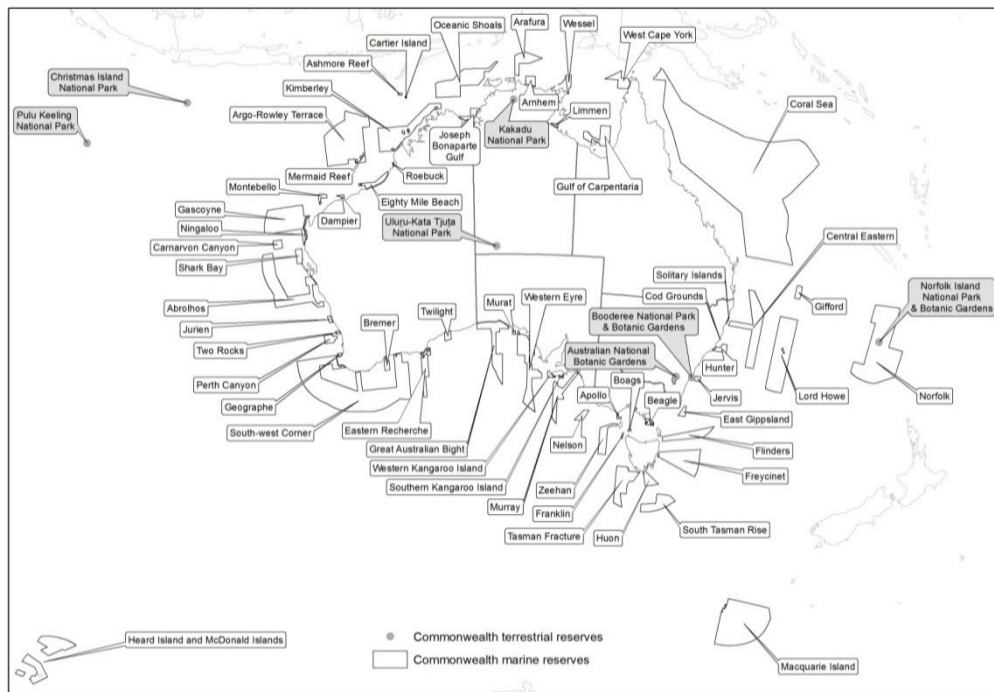 Oceanic Shoals
Arafura
Wessel
Cartier Island
West Cape York
Ashmore Reef
Christmas Island
National Park
Kimberley
Arnhem
Limmen
Coral Sea
Argo-Rowley Terrace
Pulu Keeling
National Park
Joseph
Bonaparte
Gulf
Kakadu
National Park
Mermaid Reef
Roebuck
Gulf of Carpentaria
Montebello
Eighty Mile Beach
Gascoyne
Dampier
Uluru-Kata Tjuṯa
National Park
Ningaloo
Central Eastern
Carnarvon Canyon
Shark Bay
Solitary Islands
Norfolk Island
National Park
& Botanic Gardens
Murat
Western Eyre
Cod Grounds
Gifford
Abrolhos
Twilight
Booderee National Park
& Botanic Gardens
Jurien
Bremer
Two Rocks
Australian National
Botanic Gardens
Hunter
Perth Canyon
Boags
Lord Howe
Norfolk
Geographe
Apollo
Beagle
Jervis
South-west Corner
Eastern Recherche
East Gippsland
Great Australian Bight
Nelson
Flinders
Western Kangaroo Island
Freycinet
Southern Kangaroo Island
Zeehan
Murray
Franklin
Tasman Fracture
South Tasman Rise
Huon
Heard Island and McDonald Islands
Commonwealth terrestrial reserves
Commonwealth marine reserves
Macquarie Island